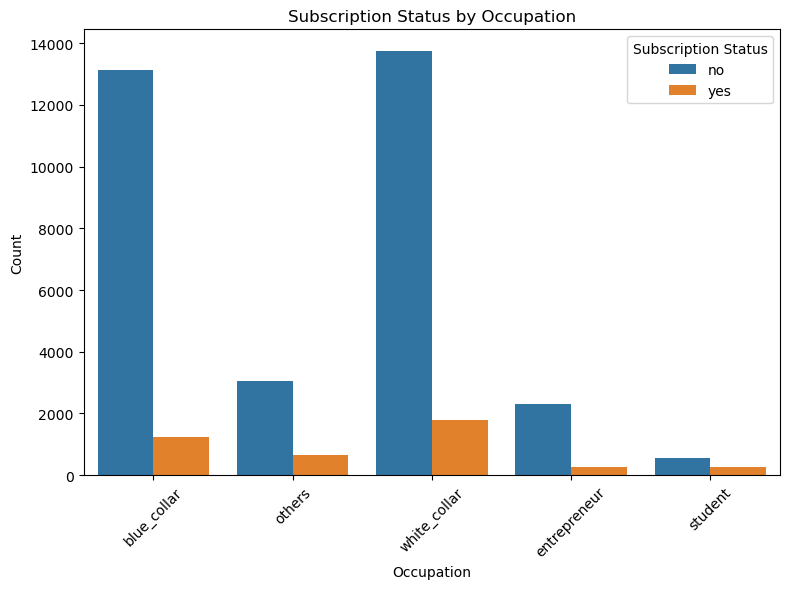 Subscription Status by Occupation
Subscription Status
no
yes
14000
12000
10000
8000
6000
4000
2000
0
Count
blue_collar
others
white_collar
entrepreneur
student
Occupation